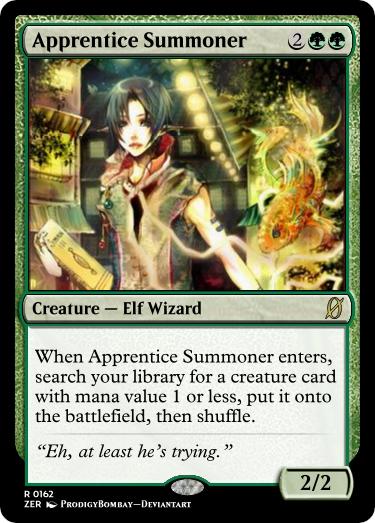 Apprentice Summoner 2
Creature — Elf Wizard
When Apprentice Summoner enters,
search your library for a creature card
with mana value 1 or less, put it onto
the battlefield, then shuffle.
“Eh, at least he’s trying.”
2/2
R 0162
ZER ProdigyBombay—Deviantart